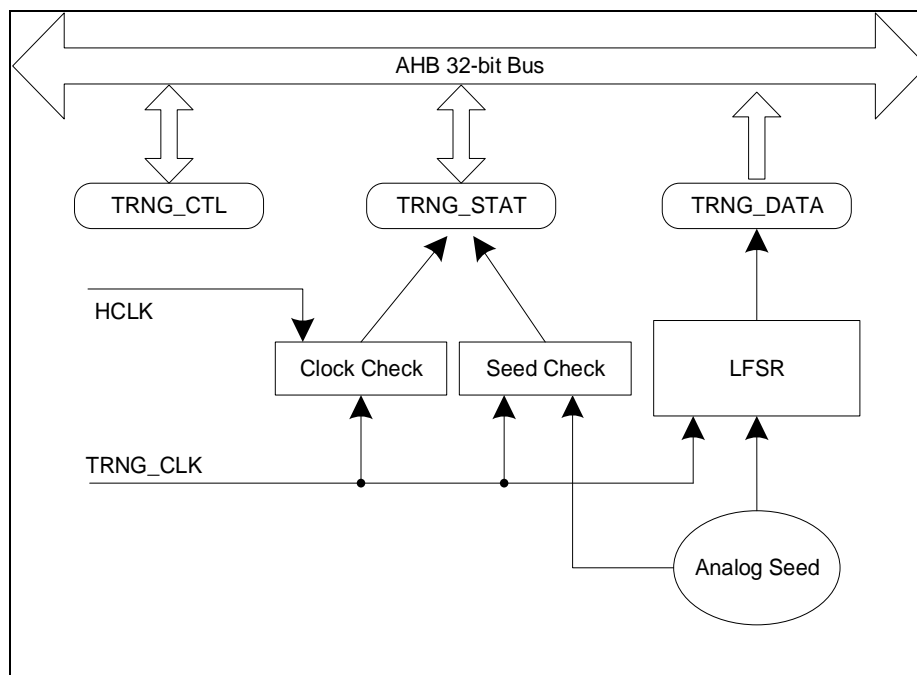 AHB 32-bit Bus
TRNG_CTL
TRNG_STAT
TRNG_DATA
HCLK
Clock Check
Seed Check
LFSR
TRNG_CLK
Analog Seed